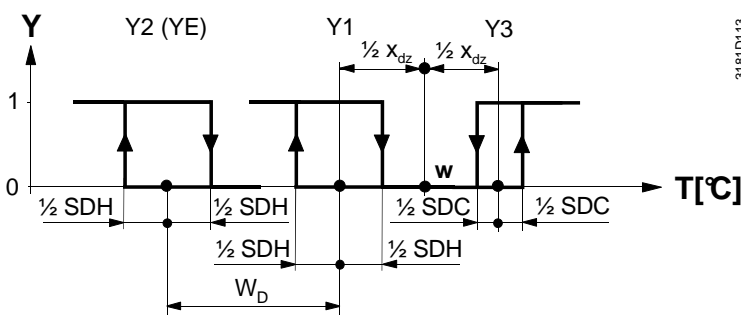 Y
Y2 (YE)
Y1
Y3
½ x_dz
½ x_dz
1
0
w
T[°C]
½ SDH
½ SDH
½ SDC
½ SDC
½ SDH
½ SDH
W_D